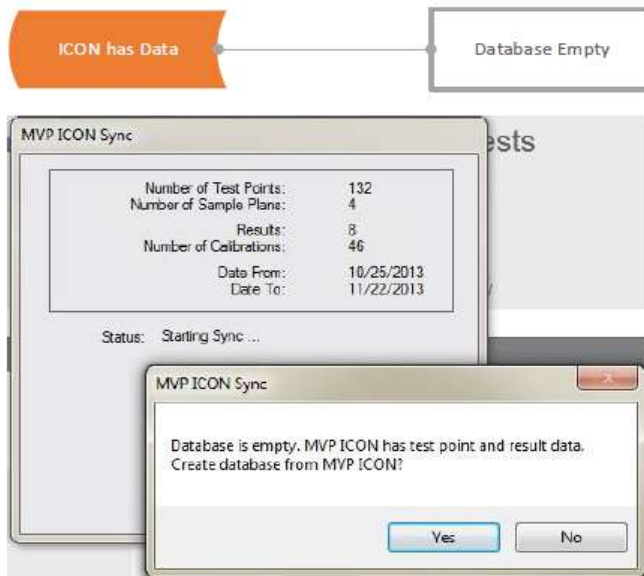 ICON has Data
Database Empty
MVP ICON Sync
ests
Number of Test Points: 132
Number of Sample Plans: 4
Results: 8
Number of Calibrations: 46
Date From: 10/25/2013
Date To: 11/22/2013
Status: Starting Sync ...
MVP ICON Sync
Database is empty. MVP ICON has test point and result data.
Create database from MVP ICON?
Yes No